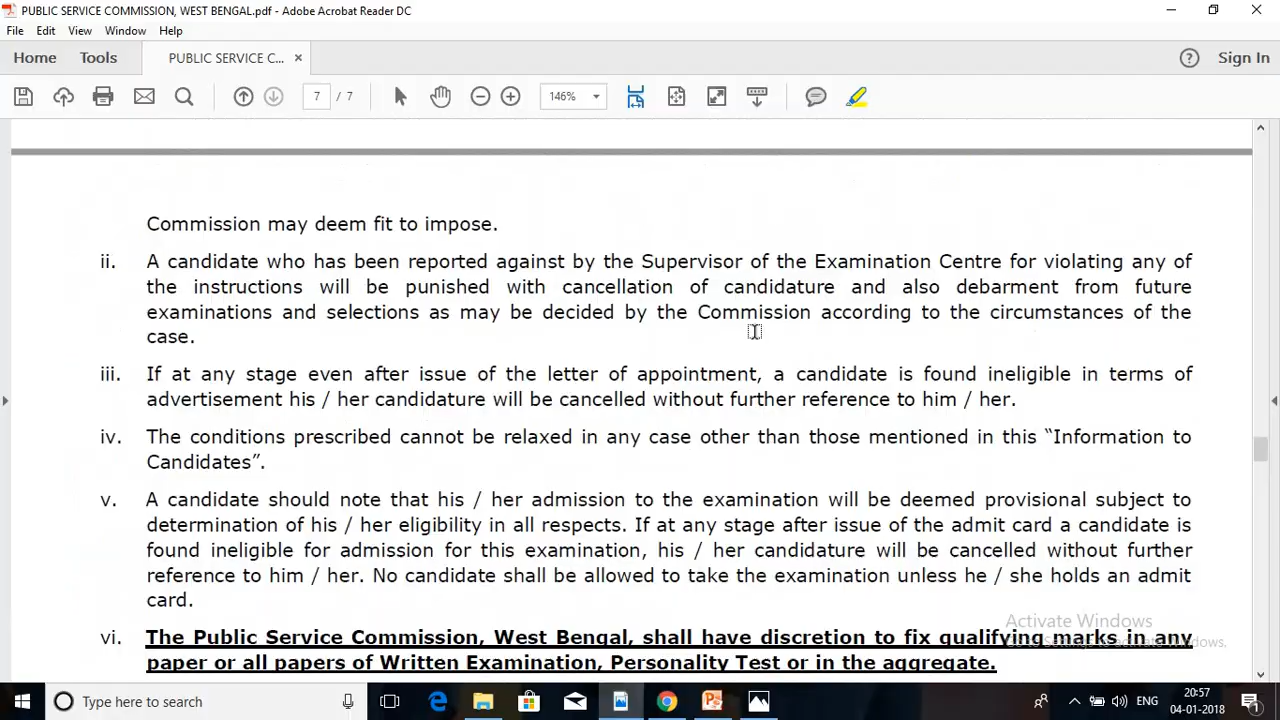 PUBLIC SERVICE COMMISSION, WEST BENGAL.pdf - Adobe Acrobat Reader DC
File Edit View Window Help
Home Tools PUBLIC SERVICE C... × Sign In
7 / 7 146%
Commission may deem fit to impose.
ii. A candidate who has been reported against by the Supervisor of the Examination Centre for violating any of
the instructions will be punished with cancellation of candidature and also debarment from future
examinations and selections as may be decided by the Commission according to the circumstances of the
case.
iii. If at any stage even after issue of the letter of appointment, a candidate is found ineligible in terms of
advertisement his / her candidature will be cancelled without further reference to him / her.
iv. The conditions prescribed cannot be relaxed in any case other than those mentioned in this “Information to
Candidates”.
v. A candidate should note that his / her admission to the examination will be deemed provisional subject to
determination of his / her eligibility in all respects. If at any stage after issue of the admit card a candidate is
found ineligible for admission for this examination, his / her candidature will be cancelled without further
reference to him / her. No candidate shall be allowed to take the examination unless he / she holds an admit
card.
Activate Windows
vi. The Public Service Commission, West Bengal, shall have discretion to fix qualifying marks in any
Go to Settings to activate Windows.
paper or all papers of Written Examination, Personality Test or in the aggregate.
Type here to search ENG 20:57
04-01-2018 1